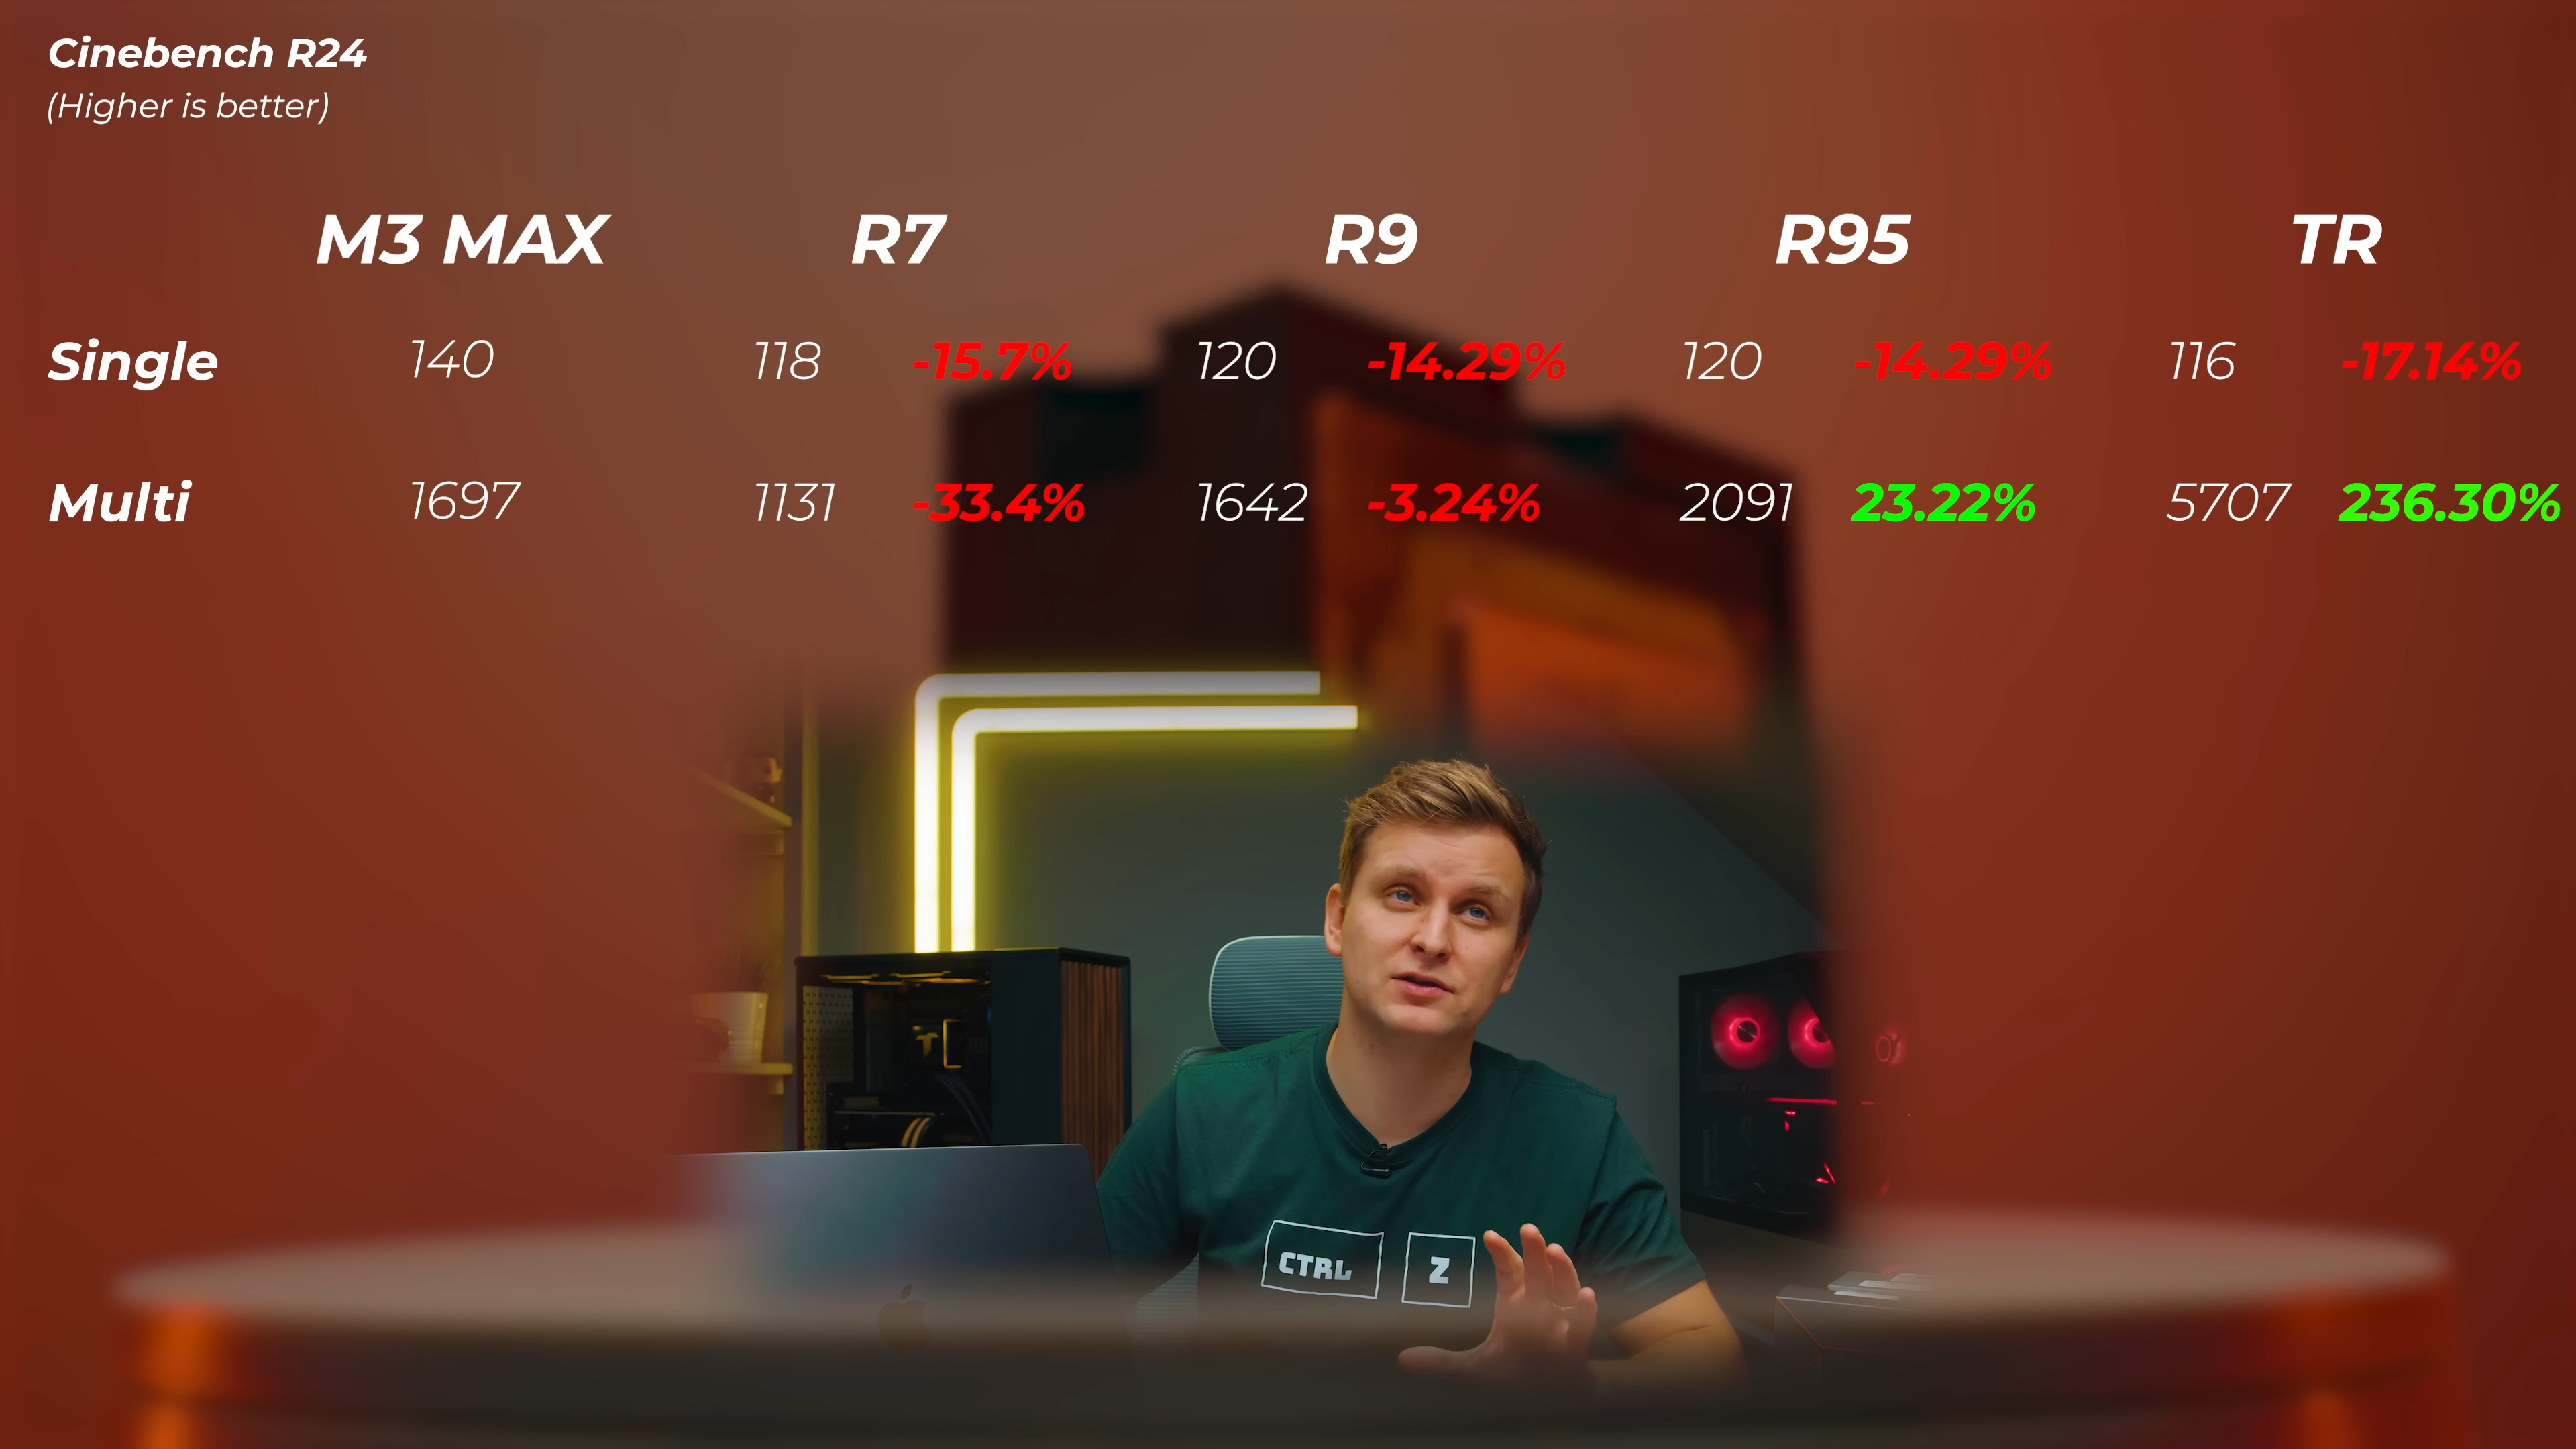 Cinebench R24
(Higher is better)
M3 MAX R7 R9 R95 TR
Single 140 118 -15.7% 120 -14.29% 120 -14.29% 116 -17.14%
Multi 1697 1131 -33.4% 1642 -3.24% 2091 23.22% 5707 236.30%
CTRL Z